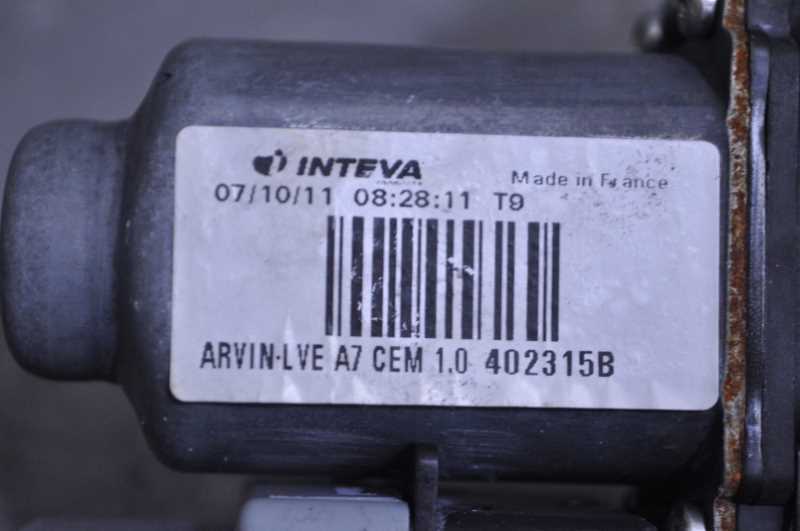 INTEVA
Made in France
07/10/11 08:28:11 T9
ARVIN·LVE A7 CEM 1.0 402315B